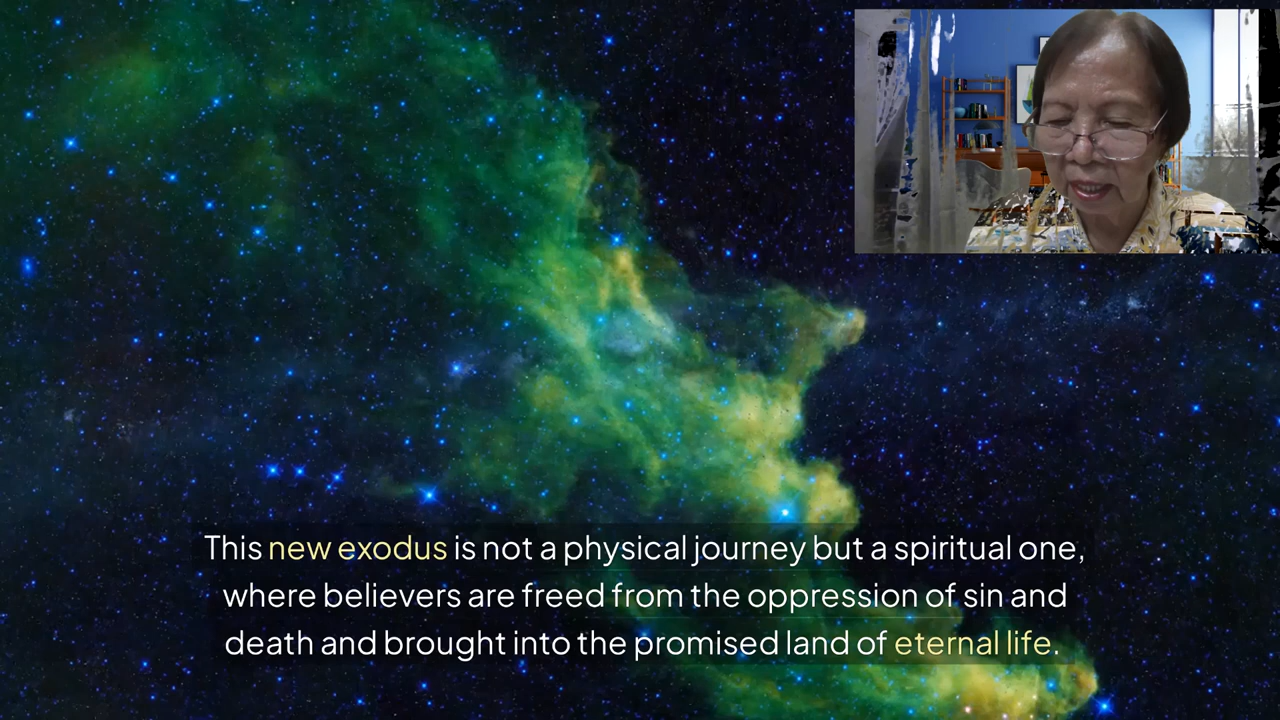 This new exodus is not a physical journey but a spiritual one,
where believers are freed from the oppression of sin and
death and brought into the promised land of eternal life.